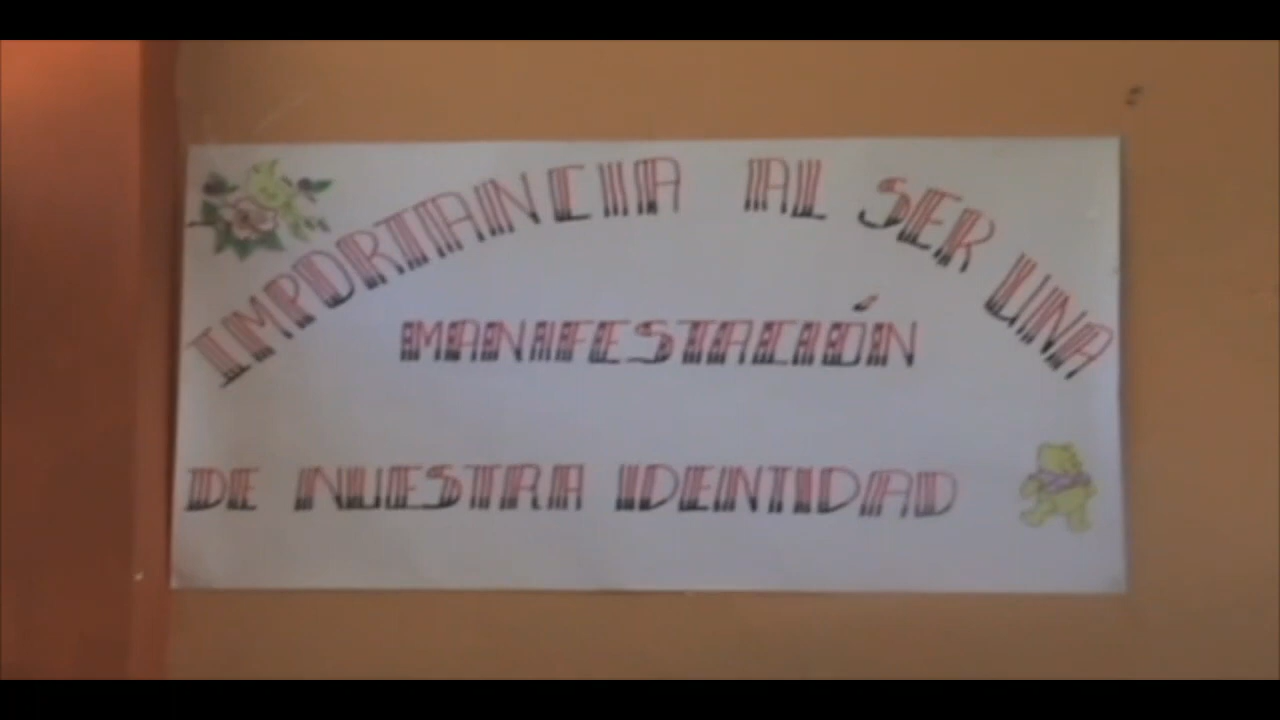 IMPORTANCIA AL SER UNA
MANIFESTACIÓN
DE NUESTRA IDENTIDAD